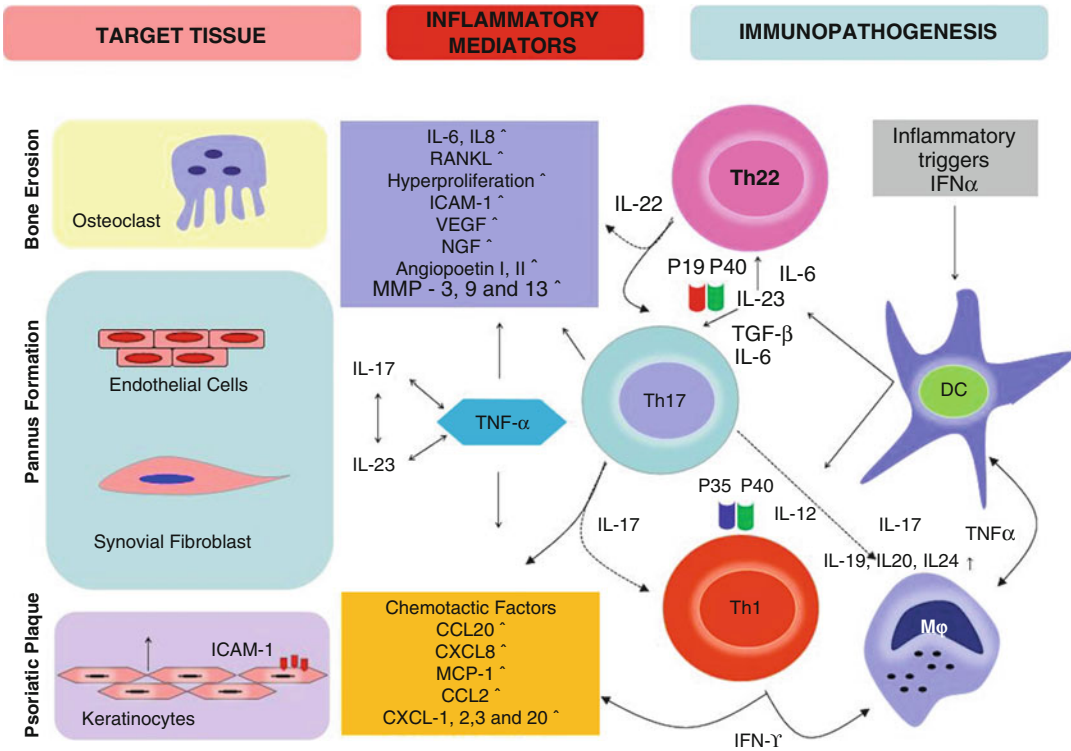 TARGET TISSUE
INFLAMMATORY
MEDIATORS
IMMUNOPATHOGENESIS
Bone Erosion
Osteoclast
Pannus Formation
Endothelial Cells
Synovial Fibroblast
Psoriatic Plaque
ICAM-1
Keratinocytes
IL-6, IL8 ˆ
RANKL ˆ
Hyperproliferation ˆ
ICAM-1 ˆ
VEGF ˆ
NGF ˆ
Angiopoetin I, II ˆ
MMP - 3, 9 and 13 ˆ
IL-17
IL-23
TNF-α
Chemotactic Factors
CCL20 ˆ
CXCL8 ˆ
MCP-1 ˆ
CCL2 ˆ
CXCL-1, 2,3 and 20 ˆ
IL-22
Th22
P19 P40
IL-6
IL-23
TGF-β
IL-6
Th17
IL-17
P35 P40
IL-12
Th1
IFN-ϒ
Inflammatory
triggers
IFNα
DC
IL-17
TNFα
IL-19, IL20, IL24 ↑
Mφ